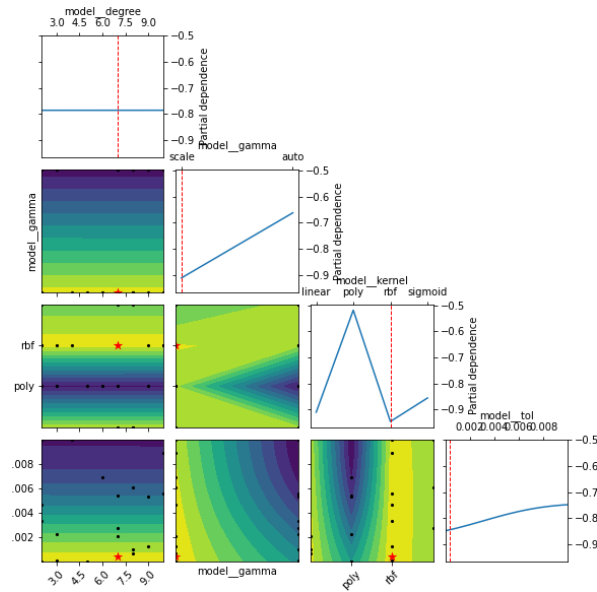 model__degree
3.0 4.5 6.0 7.5 9.0
−0.5
−0.6
−0.7
−0.8
−0.9
Partial dependence
model__gamma
scale auto
−0.5
−0.6
−0.7
−0.8
−0.9
Partial dependence
model__gamma
model__kernel
linear poly rbf sigmoid
−0.5
−0.6
−0.7
−0.8
−0.9
Partial dependence
rbf
poly
model__tol
0.002 0.004 0.006 0.008
−0.5
−0.6
−0.7
−0.8
−0.9
.008
.006
.004
.002
3.0 4.5 6.0 7.5 9.0
model__gamma
poly rbf